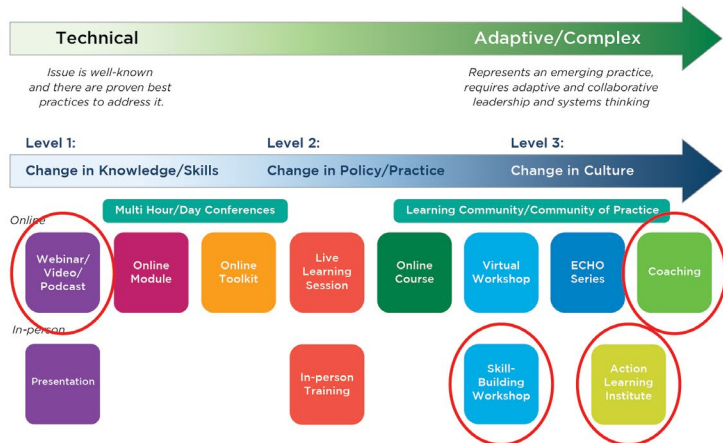 Technical
Adaptive/Complex
Issue is well-known
and there are proven best
practices to address it.
Represents an emerging practice,
requires adaptive and collaborative
leadership and systems thinking
Level 1:
Level 2:
Level 3:
Change in Knowledge/Skills
Change in Policy/Practice
Change in Culture
Multi Hour/Day Conferences
Learning Community/Community of Practice
Online
Webinar/
Video/
Podcast
Online
Module
Online
Toolkit
Live
Learning
Session
Online
Course
Virtual
Workshop
ECHO
Series
Coaching
In-person
Presentation
In-person
Training
Skill-
Building
Workshop
Action
Learning
Institute